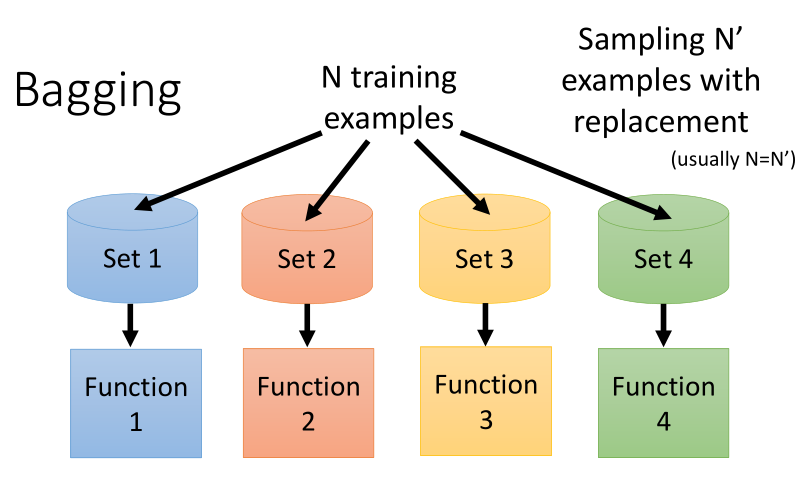 Bagging
N training
examples
Sampling N’
examples with
replacement
(usually N=N’)
Set 1
Set 2
Set 3
Set 4
Function
1
Function
2
Function
3
Function
4